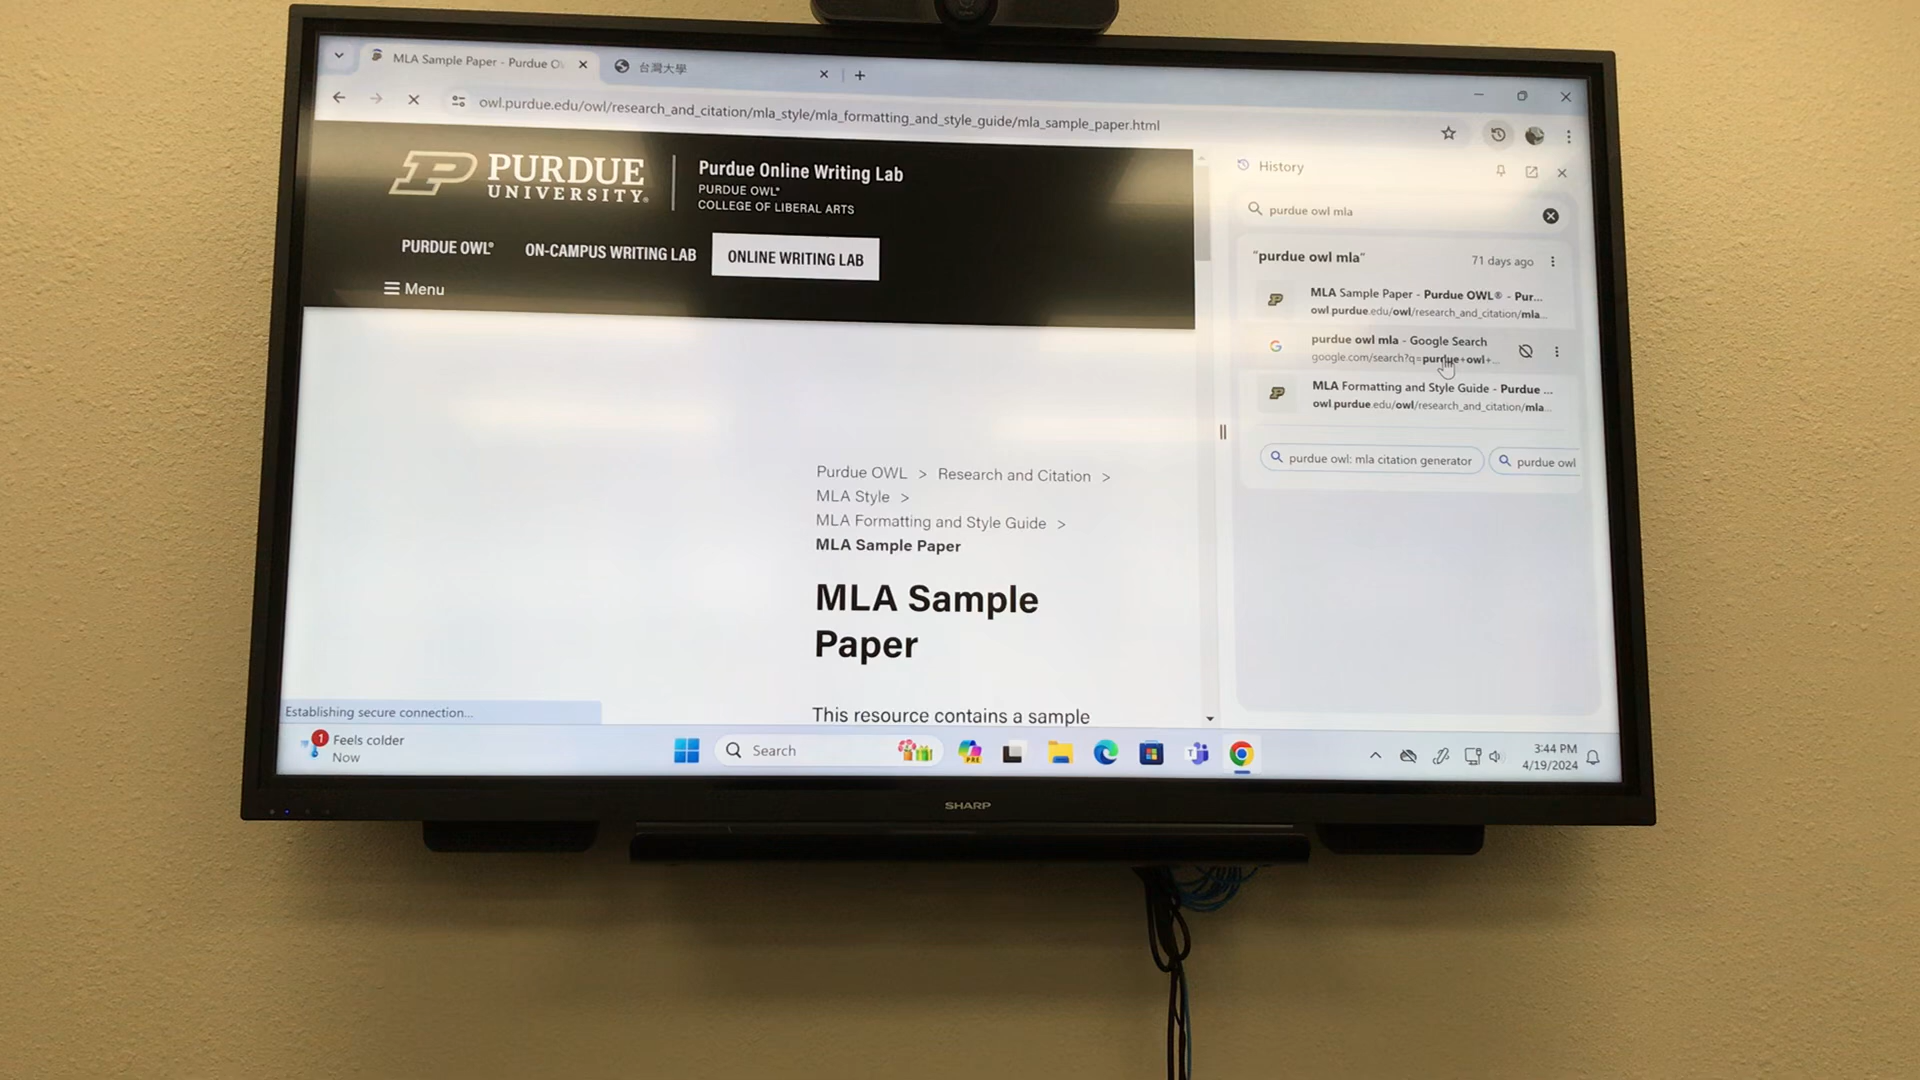 MLA Sample Paper - Purdue O
台灣大學
owl.purdue.edu/owl/research_and_citation/mla_style/mla_formatting_and_style_guide/mla_sample_paper.html
PURDUE
UNIVERSITY®
Purdue Online Writing Lab
PURDUE OWL®
COLLEGE OF LIBERAL ARTS
PURDUE OWL® ON-CAMPUS WRITING LAB ONLINE WRITING LAB
Menu
Purdue OWL > Research and Citation >
MLA Style >
MLA Formatting and Style Guide >
MLA Sample Paper
MLA Sample
Paper
This resource contains a sample
Establishing secure connection...
History
purdue owl mla
"purdue owl mla" 71 days ago
MLA Sample Paper - Purdue OWL® - Pur...
owl.purdue.edu/owl/research_and_citation/mla...
purdue owl mla - Google Search
google.com/search?q=purdue+owl+...
MLA Formatting and Style Guide - Purdue ...
owl.purdue.edu/owl/research_and_citation/mla...
purdue owl: mla citation generator
purdue owl
1
Feels colder
Now
Search
PRE
3:44 PM
4/19/2024
SHARP